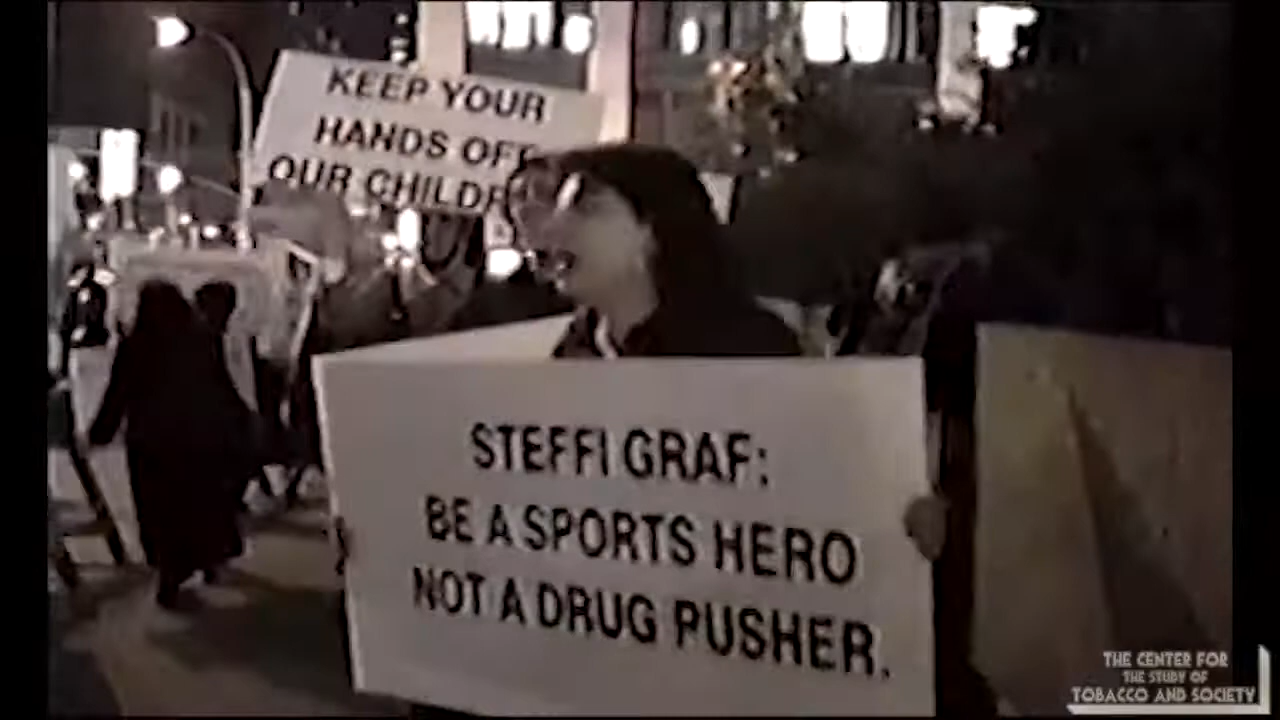 KEEP YOUR
HANDS OFF
OUR CHILDR
STEFFI GRAF:
BE A SPORTS HERO
NOT A DRUG PUSHER.
THE CENTER FOR
THE STUDY OF
TOBACCO AND SOCIETY